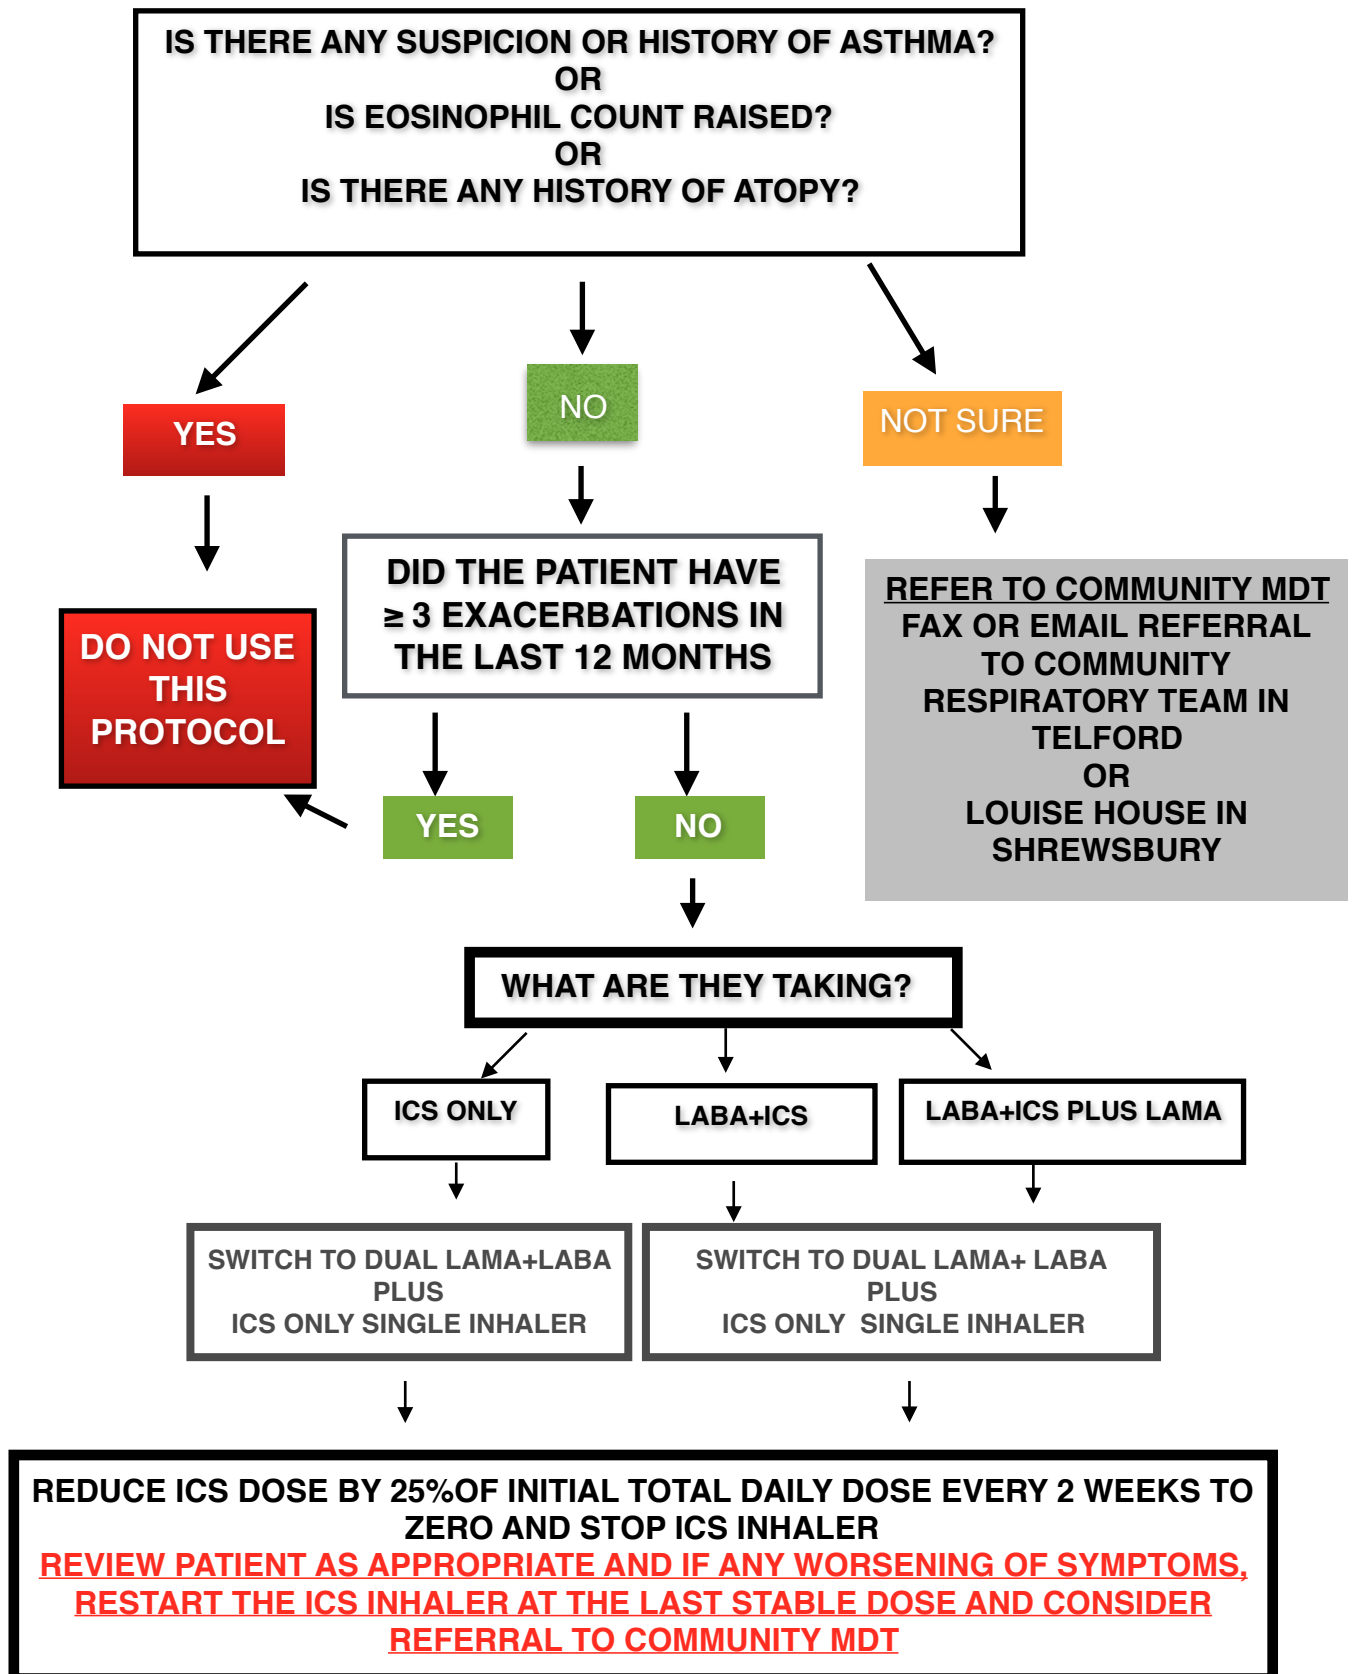 IS THERE ANY SUSPICION OR HISTORY OF ASTHMA?
OR
IS EOSINOPHIL COUNT RAISED?
OR
IS THERE ANY HISTORY OF ATOPY?
YES
NO
NOT SURE
DO NOT USE
THIS
PROTOCOL
DID THE PATIENT HAVE
≥ 3 EXACERBATIONS IN
THE LAST 12 MONTHS
REFER TO COMMUNITY MDT
FAX OR EMAIL REFERRAL
TO COMMUNITY
RESPIRATORY TEAM IN
TELFORD
OR
LOUISE HOUSE IN
SHREWSBURY
YES
NO
WHAT ARE THEY TAKING?
ICS ONLY
LABA+ICS
LABA+ICS PLUS LAMA
SWITCH TO DUAL LAMA+LABA
PLUS
ICS ONLY SINGLE INHALER
SWITCH TO DUAL LAMA+ LABA
PLUS
ICS ONLY  SINGLE INHALER
REDUCE ICS DOSE BY 25%OF INITIAL TOTAL DAILY DOSE EVERY 2 WEEKS TO
ZERO AND STOP ICS INHALER
REVIEW PATIENT AS APPROPRIATE AND IF ANY WORSENING OF SYMPTOMS,
RESTART THE ICS INHALER AT THE LAST STABLE DOSE AND CONSIDER
REFERRAL TO COMMUNITY MDT